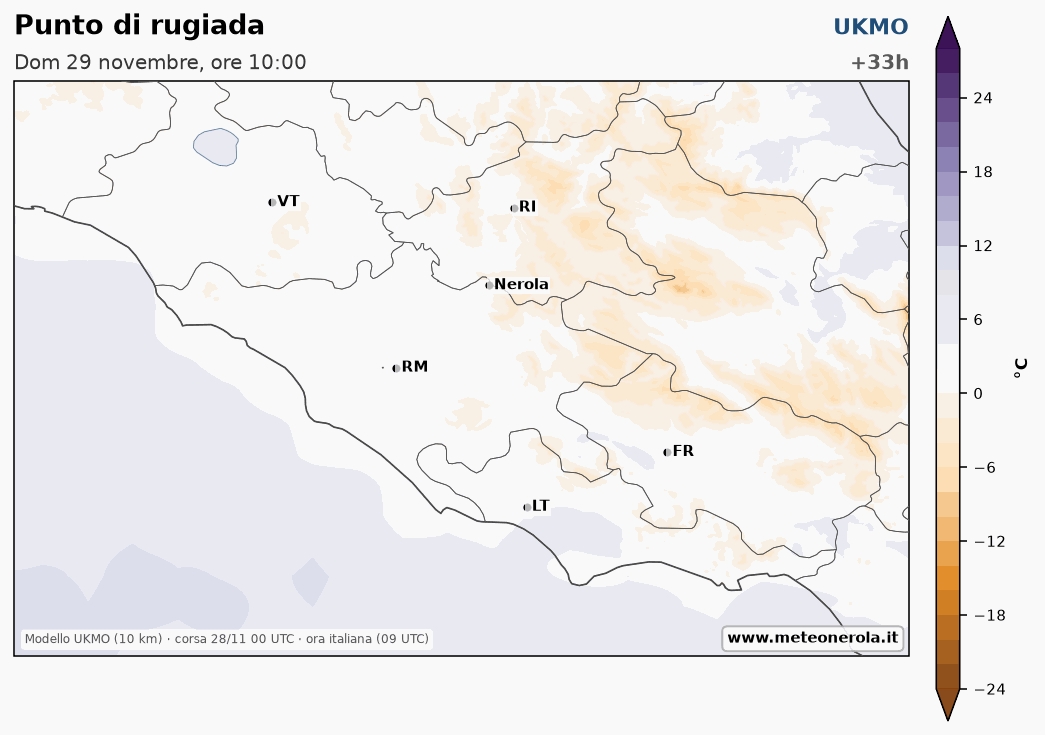 Punto di rugiada
UKMO
Dom 29 novembre, ore 10:00
+33h
VT
RI
Nerola
RM
FR
LT
Modello UKMO (10 km) · corsa 28/11 00 UTC · ora italiana (09 UTC)
www.meteonerola.it
24
18
12
6
0
−6
−12
−18
−24
°C